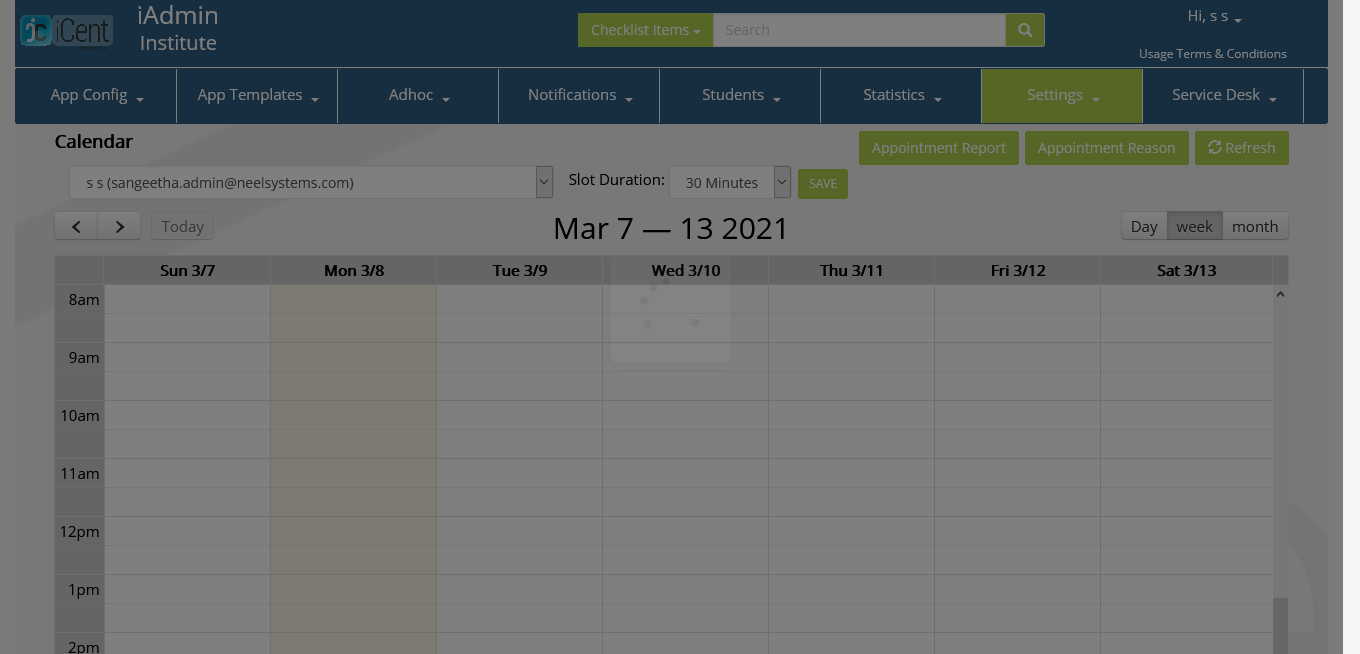 iCent
iAdmin
Institute
Checklist Items
Search
Hi, s s
Usage Terms & Conditions
App Config
App Templates
Adhoc
Notifications
Students
Statistics
Settings
Service Desk
Calendar
Appointment Report
Appointment Reason
Refresh
s s (sangeetha.admin@neelsystems.com)
Slot Duration:
30 Minutes
SAVE
Today
Mar 7 — 13 2021
Day
week
month
Sun 3/7
Mon 3/8
Tue 3/9
Wed 3/10
Thu 3/11
Fri 3/12
Sat 3/13
8am
9am
10am
11am
12pm
1pm
2pm